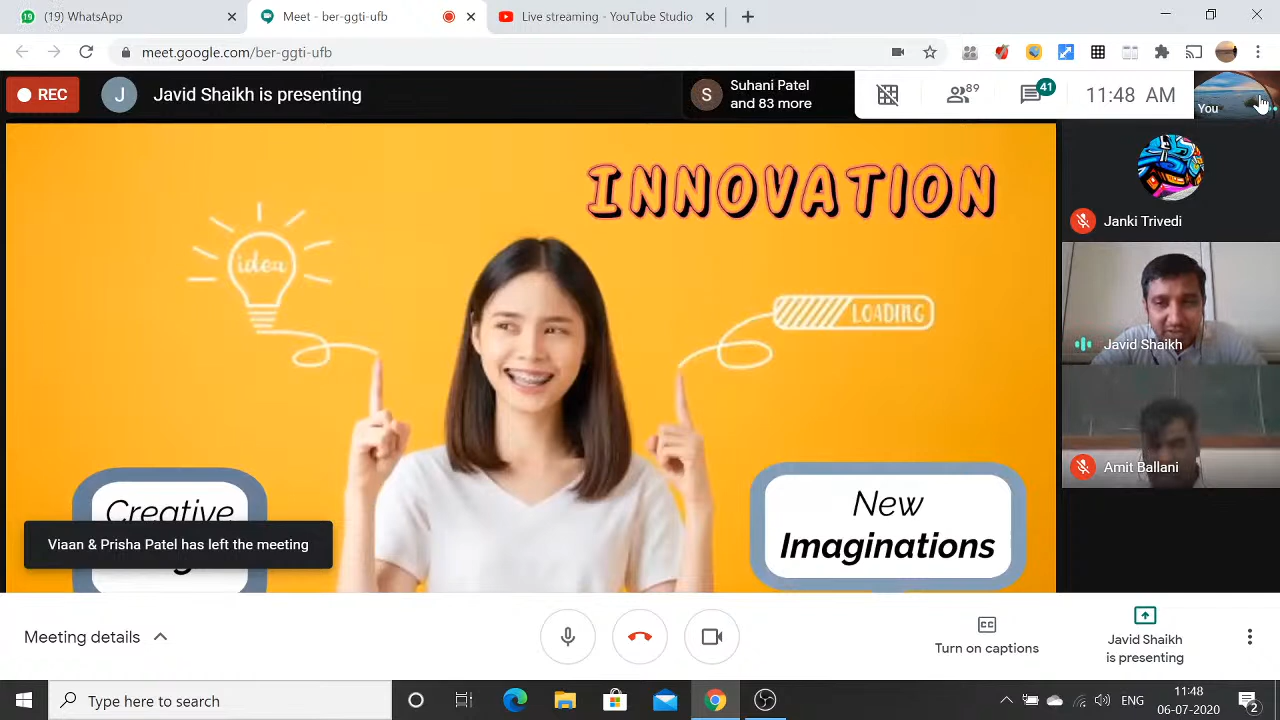 (19) WhatsApp
Meet - ber-ggti-ufb
Live streaming - YouTube Studio
meet.google.com/ber-ggti-ufb
REC
J
Javid Shaikh is presenting
S
Suhani Patel
and 83 more
89
41
11:48 AM
You
INNOVATION
idea
LOADING
Janki Trivedi
Javid Shaikh
Amit Ballani
Creative
New
Imaginations
Viaan & Prisha Patel has left the meeting
Meeting details
CC
Turn on captions
Javid Shaikh
is presenting
Type here to search
ENG
11:48
06-07-2020
2